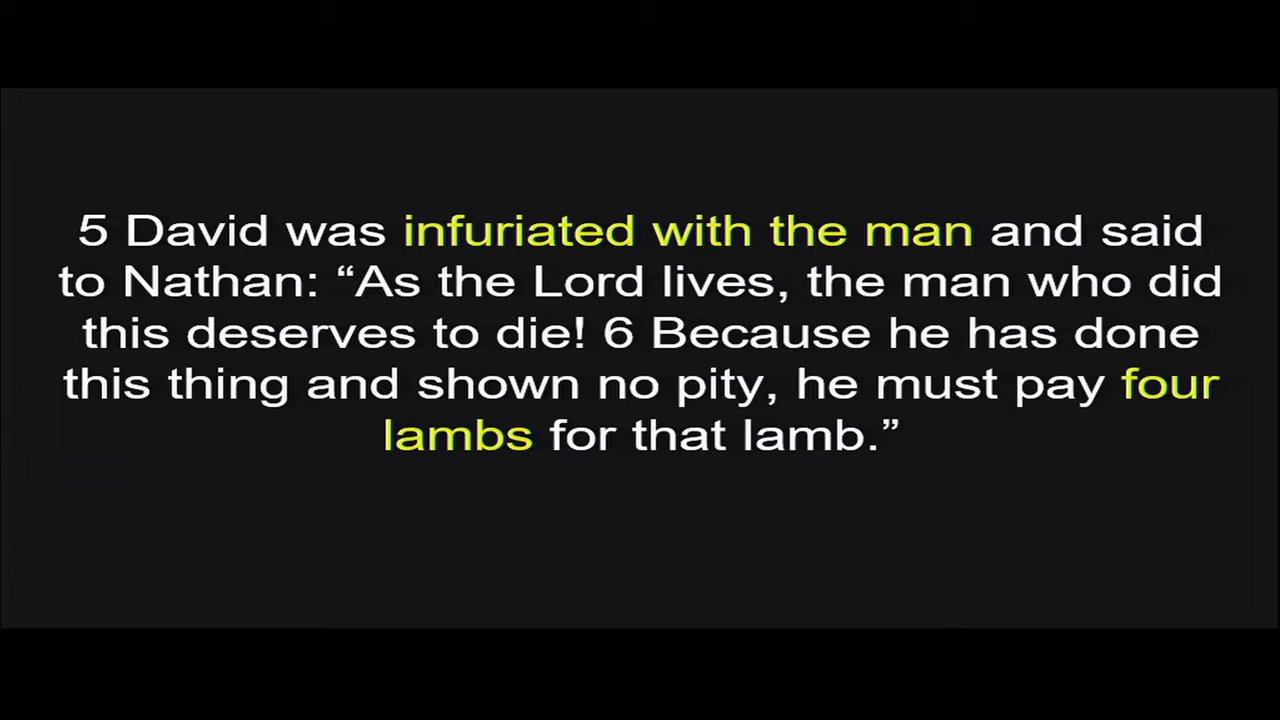 5 David was infuriated with the man and said
to Nathan: “As the Lord lives, the man who did
this deserves to die! 6 Because he has done
this thing and shown no pity, he must pay four
lambs for that lamb.”